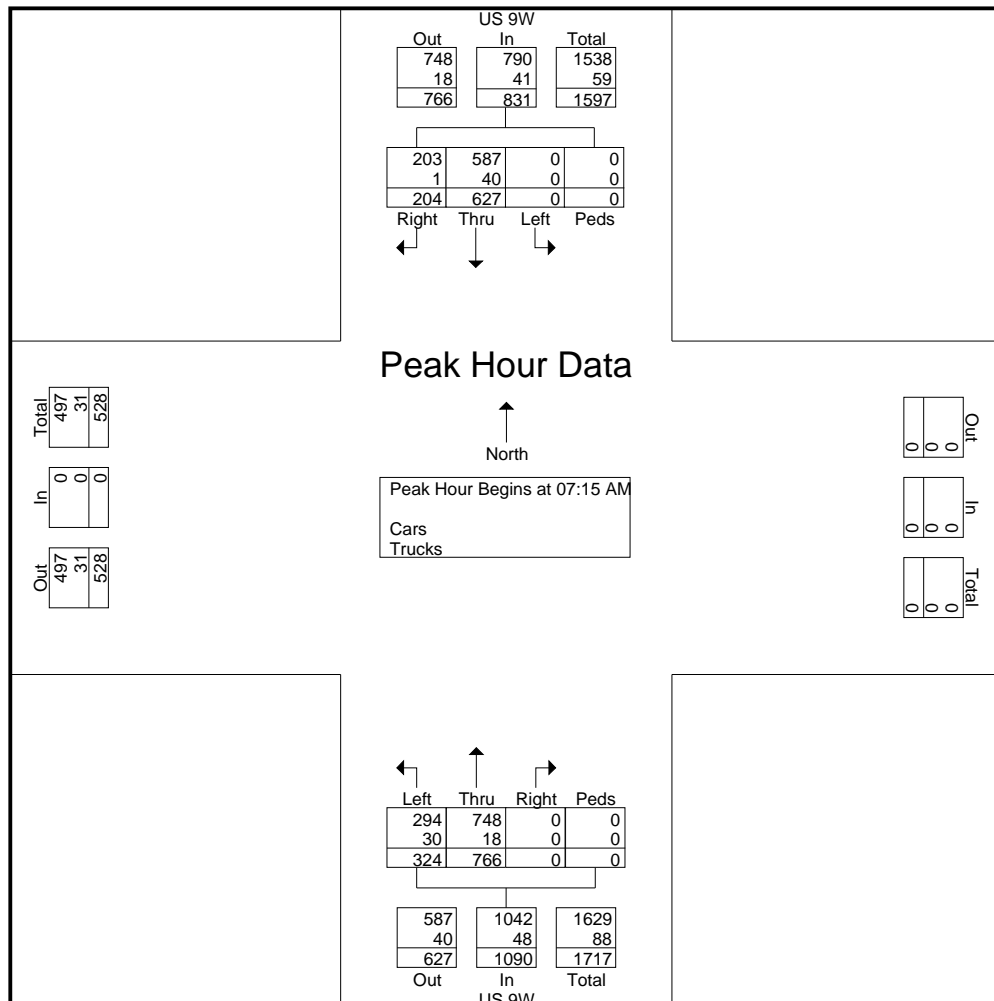 US 9W
Out In Total
748 790 1538
18 41 59
766 831 1597
203 587 0 0
1 40 0 0
204 627 0 0
Right Thru Left Peds
Peak Hour Data
Total
497
31
528
In
0
0
0
Out
497
31
528
North
Peak Hour Begins at 07:15 AM
Cars
Trucks
Out
0
0
0
In
0
0
0
Total
0
0
0
Left Thru Right Peds
294 748 0 0
30 18 0 0
324 766 0 0
587 1042 1629
40 48 88
627 1090 1717
Out In Total
US 9W